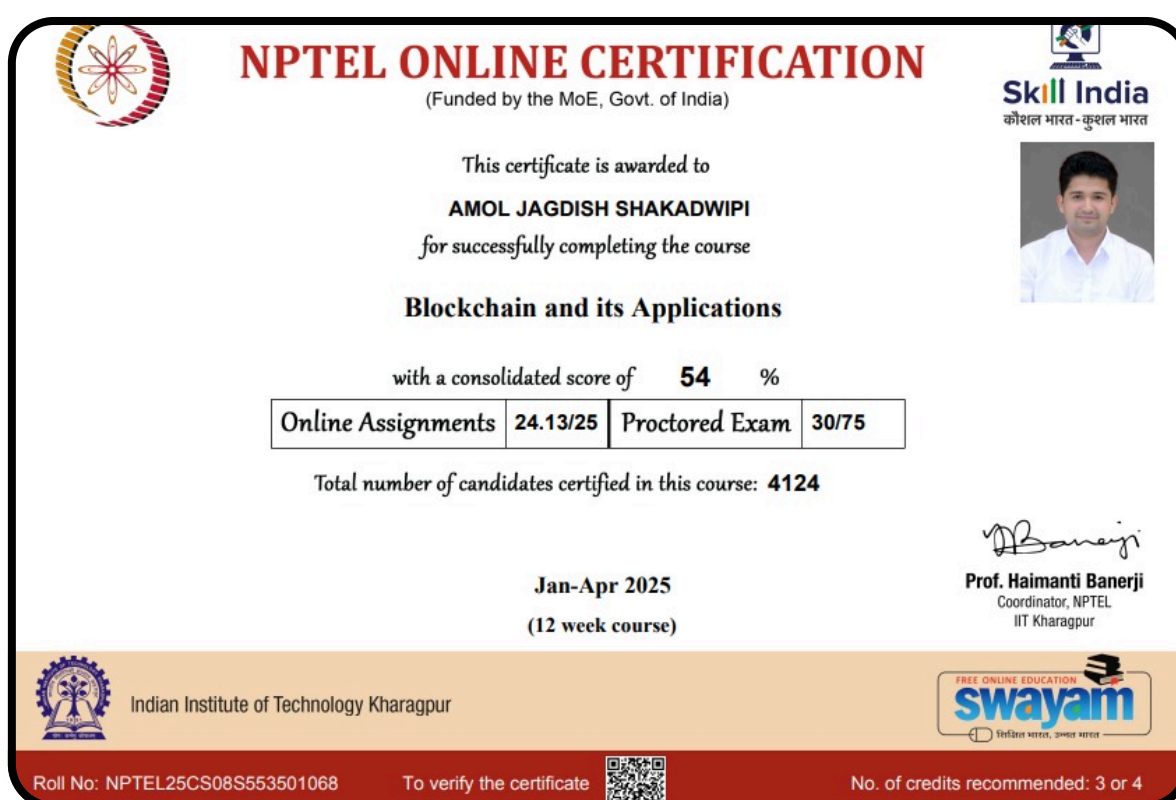 NPTEL ONLINE CERTIFICATION
(Funded by the MoE, Govt. of India)
Skill India
कौशल भारत - कुशल भारत
This certificate is awarded to
AMOL JAGDISH SHAKADWIPI
for successfully completing the course
Blockchain and its Applications
with a consolidated score of 54 %
Online Assignments 24.13/25 Proctored Exam 30/75
Total number of candidates certified in this course: 4124
Prof. Haimanti Banerji
Coordinator, NPTEL
IIT Kharagpur
Jan-Apr 2025
(12 week course)
Indian Institute of Technology Kharagpur
FREE ONLINE EDUCATION
swayam
शिक्षित भारत, उन्नत भारत
Roll No: NPTEL25CS08S553501068 To verify the certificate No. of credits recommended: 3 or 4